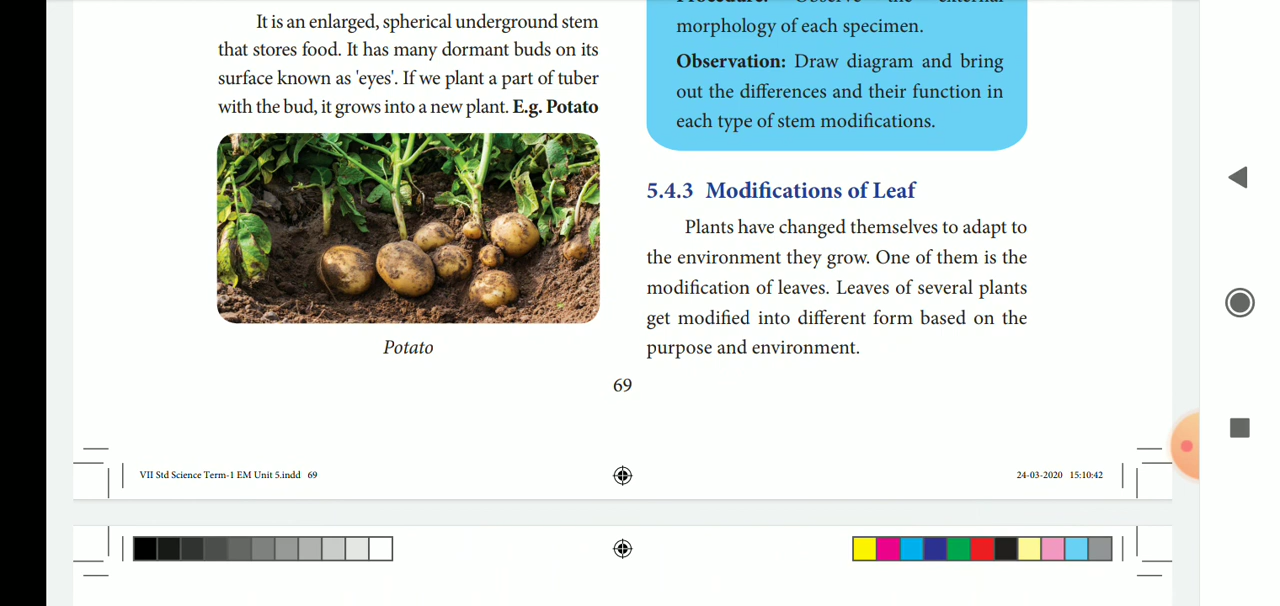 It is an enlarged, spherical underground stem
that stores food. It has many dormant buds on its
surface known as 'eyes'. If we plant a part of tuber
with the bud, it grows into a new plant. E.g. Potato
Potato
morphology of each specimen.
Observation: Draw diagram and bring
out the differences and their function in
each type of stem modifications.
5.4.3 Modifications of Leaf
Plants have changed themselves to adapt to
the environment they grow. One of them is the
modification of leaves. Leaves of several plants
get modified into different form based on the
purpose and environment.
69
VII Std Science Term-1 EM Unit 5.indd 69
24-03-2020 15:10:42